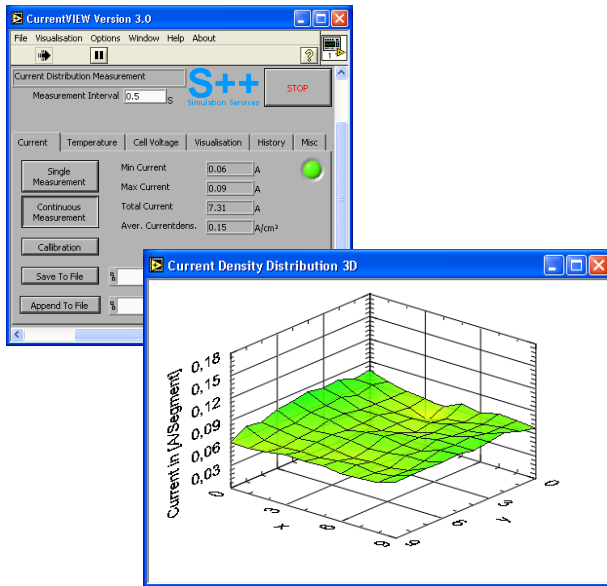 CurrentVIEW Version 3.0
File Visualisation Options Window Help About
?
1
Current Distribution Measurement
Measurement Interval 0.5 S
S++
Simulation Services
STOP
Current Temperature Cell Voltage Visualisation History Misc
Single
Measurement
Continuous
Measurement
Callibration
Save To File
Append To File
Min Current 0.06 A
Max Current 0.09 A
Total Current 7.31 A
Aver. Currentdens. 0.15 A/cm²
Current Density Distribution 3D
Current in [A/Segment]
0,18
0,15
0,12
0,09
0,06
0,03
0 3 x 6 9
9 6 y 3 0